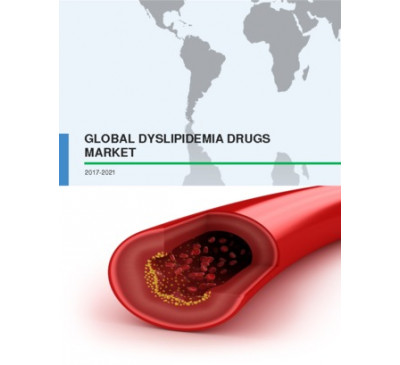 GLOBAL DYSLIPIDEMIA DRUGS
MARKET
2017-2021